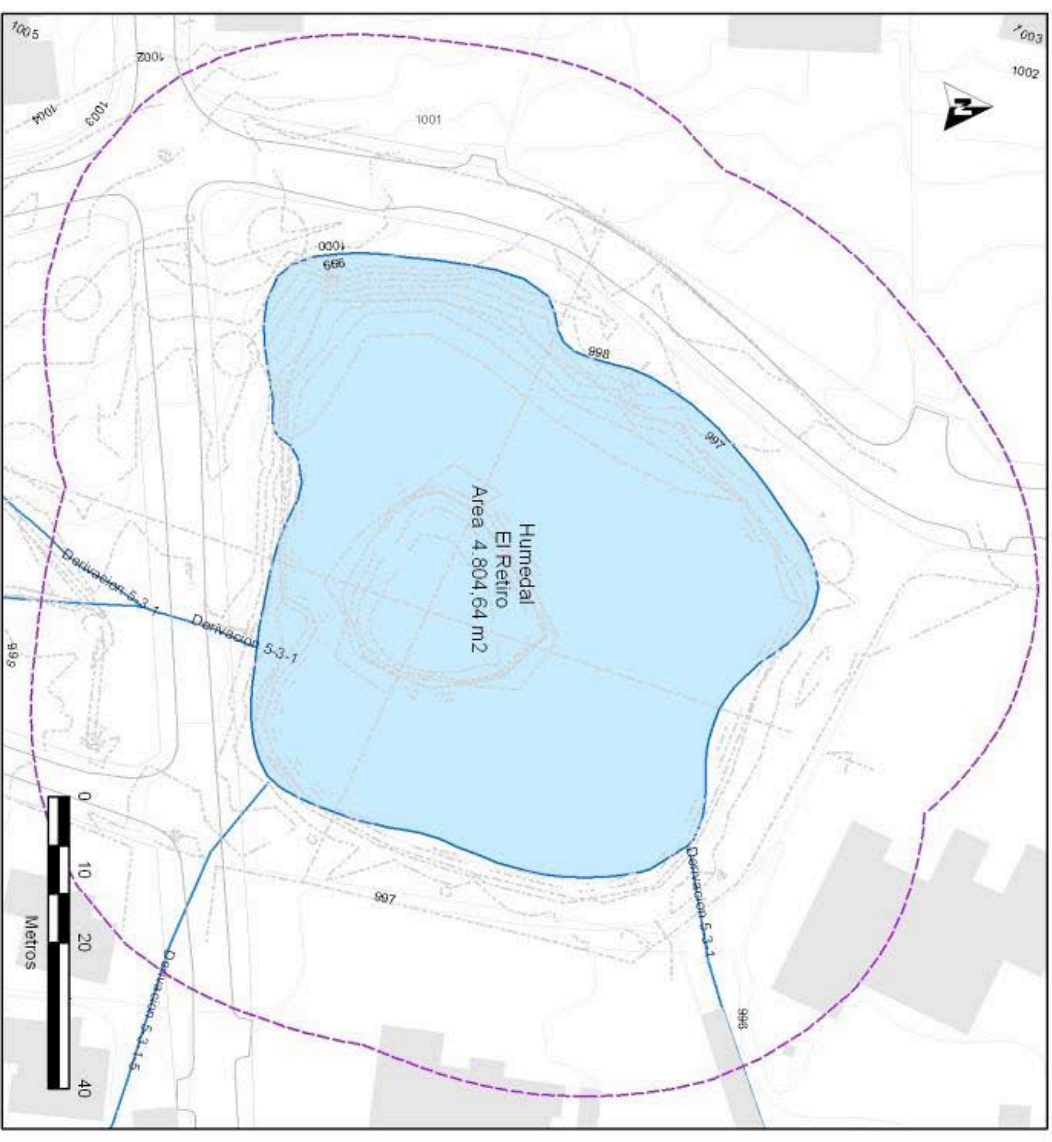 1005
1003
1002
1002
1004
1003
1001
N
1000
999
998
997
Humedal
El Retiro
Area 4.804,64 m2
Derivacion 5-3-1
Derivacion 5-3-1
998
0
10
20
40
Metros
997
Derivacion 5-3-1
996
Derivacion 5-3-1-5